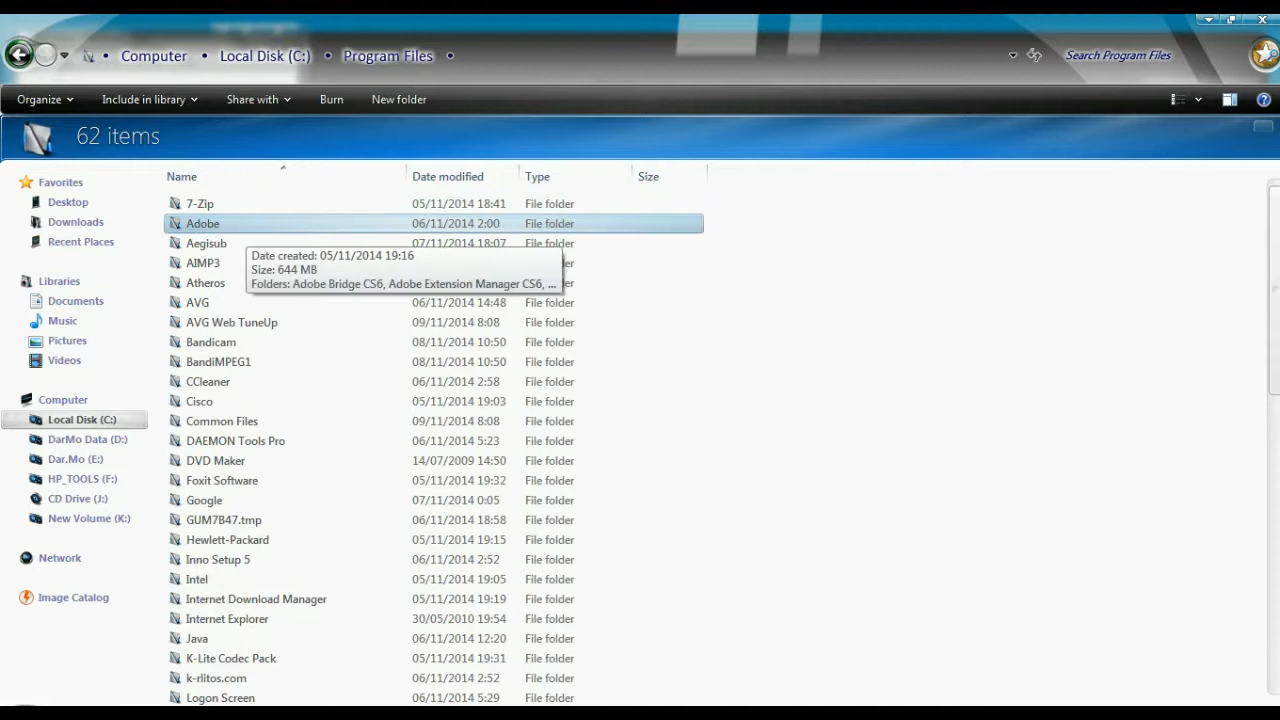 Computer Local Disk (C:) Program Files Search Program Files
Organize Include in library Share with Burn New folder
62 items
Favorites
Desktop
Downloads
Recent Places
Libraries
Documents
Music
Pictures
Videos
Computer
Local Disk (C:)
DarMo Data (D:)
Dar.Mo (E:)
HP_TOOLS (F:)
CD Drive (J:)
New Volume (K:)
Network
Image Catalog
Name Date modified Type Size
7-Zip 05/11/2014 18:41 File folder
Adobe 06/11/2014 2:00 File folder
Aegisub 07/11/2014 18:07 File folder
Date created: 05/11/2014 19:16
Size: 644 MB
Folders: Adobe Bridge CS6, Adobe Extension Manager CS6, ...
AIMP3 folder
Atheros folder
AVG 06/11/2014 14:48 File folder
AVG Web TuneUp 09/11/2014 8:08 File folder
Bandicam 08/11/2014 10:50 File folder
BandiMPEG1 08/11/2014 10:50 File folder
CCleaner 06/11/2014 2:58 File folder
Cisco 05/11/2014 19:03 File folder
Common Files 09/11/2014 8:08 File folder
DAEMON Tools Pro 06/11/2014 5:23 File folder
DVD Maker 14/07/2009 14:50 File folder
Foxit Software 05/11/2014 19:32 File folder
Google 07/11/2014 0:05 File folder
GUM7B47.tmp 06/11/2014 18:58 File folder
Hewlett-Packard 05/11/2014 19:15 File folder
Inno Setup 5 06/11/2014 2:52 File folder
Intel 05/11/2014 19:05 File folder
Internet Download Manager 05/11/2014 19:19 File folder
Internet Explorer 30/05/2010 19:54 File folder
Java 06/11/2014 12:20 File folder
K-Lite Codec Pack 05/11/2014 19:31 File folder
k-rlitos.com 06/11/2014 22:20 File folder
Logon Screen 06/11/2014 5:29 File folder